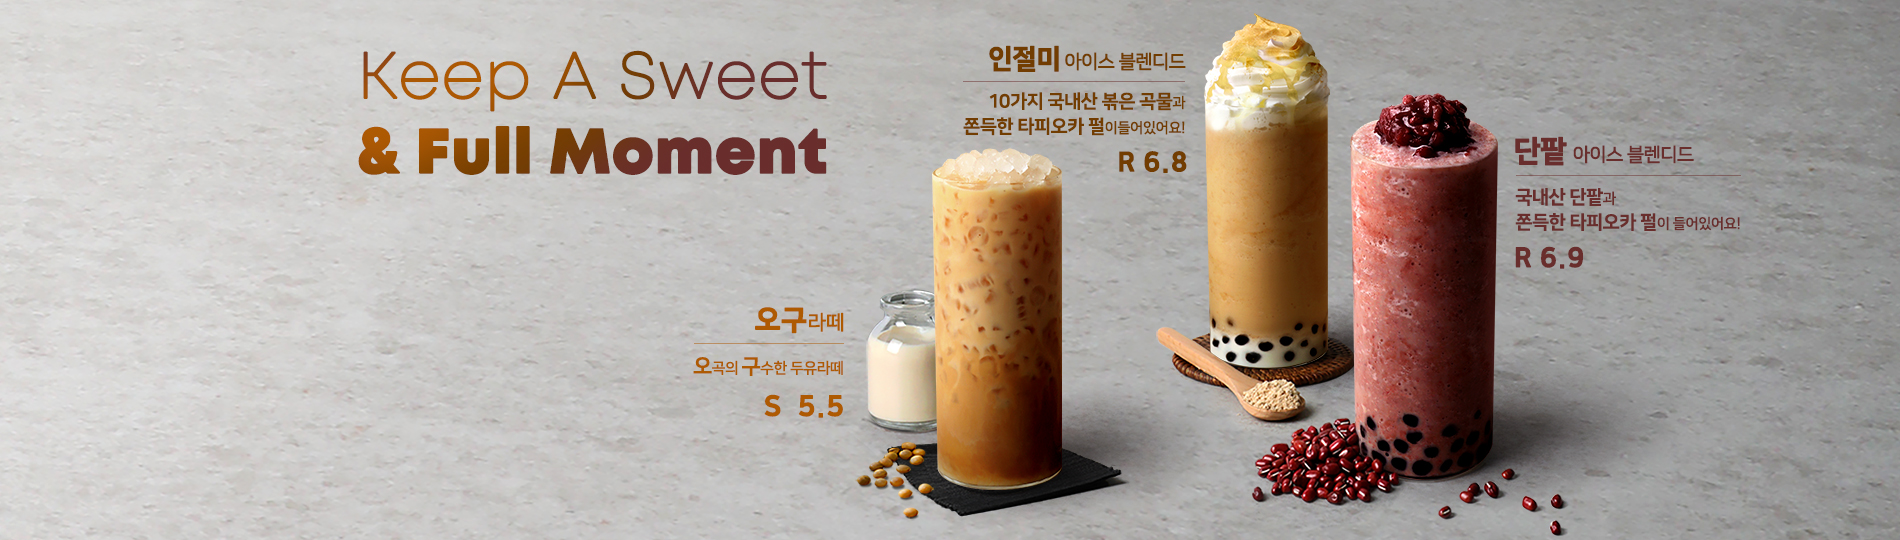 Keep A Sweet
& Full Moment
오구라떼
오곡의 구수한 두유라떼
S 5.5
인절미 아이스 블렌디드
10가지 국내산 볶은 곡물과
쫀득한 타피오카 펄이들어있어요!
R 6.8
단팥 아이스 블렌디드
국내산 단팥과
쫀득한 타피오카 펄이 들어있어요!
R 6.9